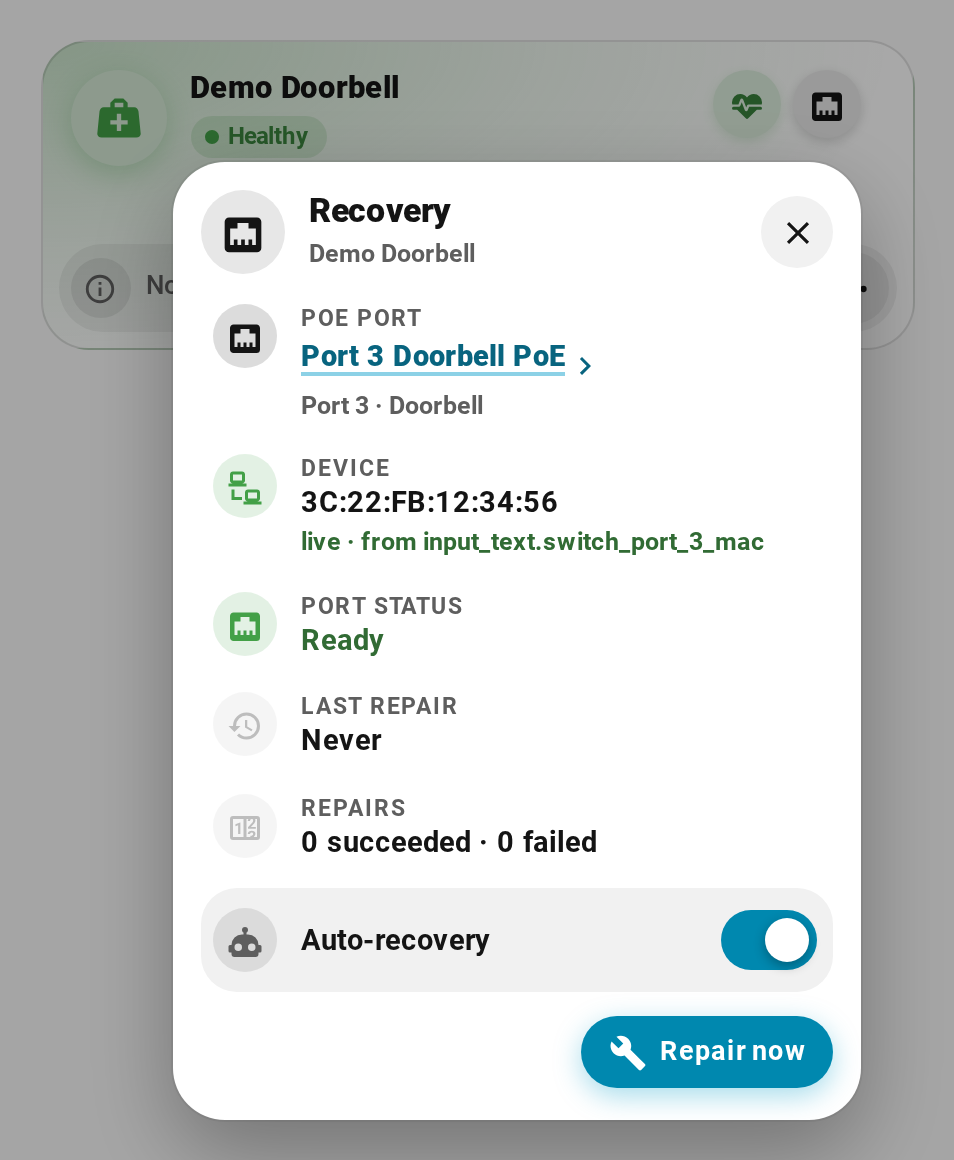 Demo Doorbell
Healthy
Recovery
Demo Doorbell
No
POE PORT
Port 3 Doorbell PoE
Port 3 · Doorbell
DEVICE
3C:22:FB:12:34:56
live · from input_text.switch_port_3_mac
PORT STATUS
Ready
LAST REPAIR
Never
REPAIRS
0 succeeded · 0 failed
Auto-recovery
Repair now